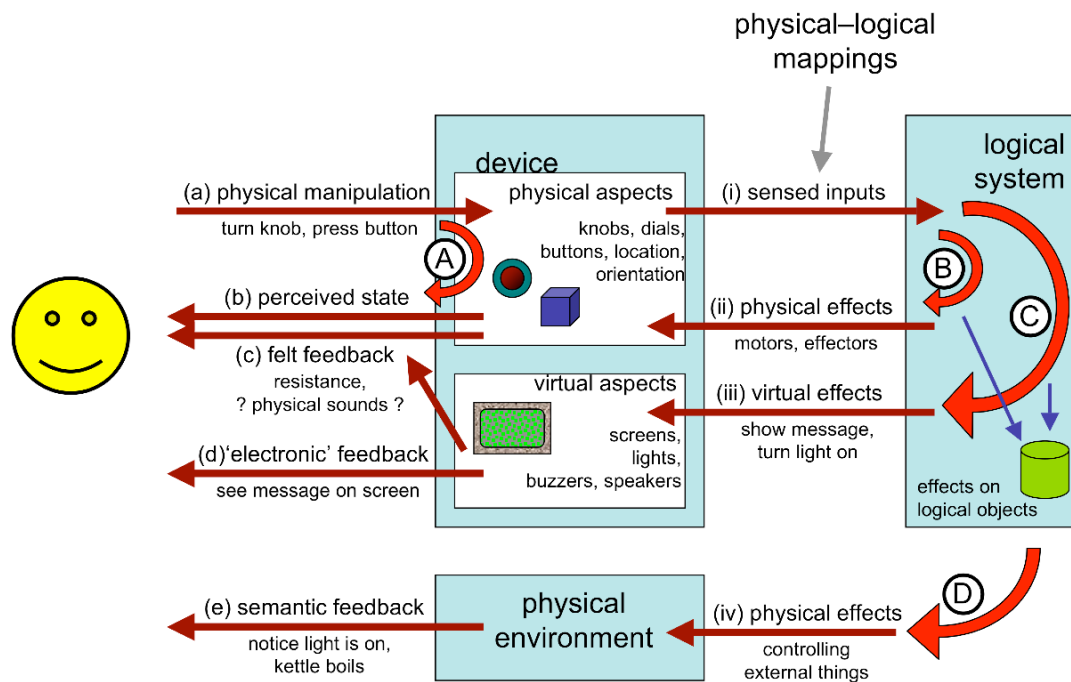 physical–logical
mappings
device
logical
system
(a) physical manipulation
turn knob, press button
A
physical aspects
knobs, dials,
buttons, location,
orientation
(i) sensed inputs
B
C
(b) perceived state
(ii) physical effects
motors, effectors
(c) felt feedback
resistance,
? physical sounds ?
virtual aspects
screens,
lights,
buzzers, speakers
(iii) virtual effects
show message,
turn light on
(d)‘electronic’ feedback
see message on screen
effects on
logical objects
D
(e) semantic feedback
notice light is on,
kettle boils
physical
environment
(iv) physical effects
controlling
external things